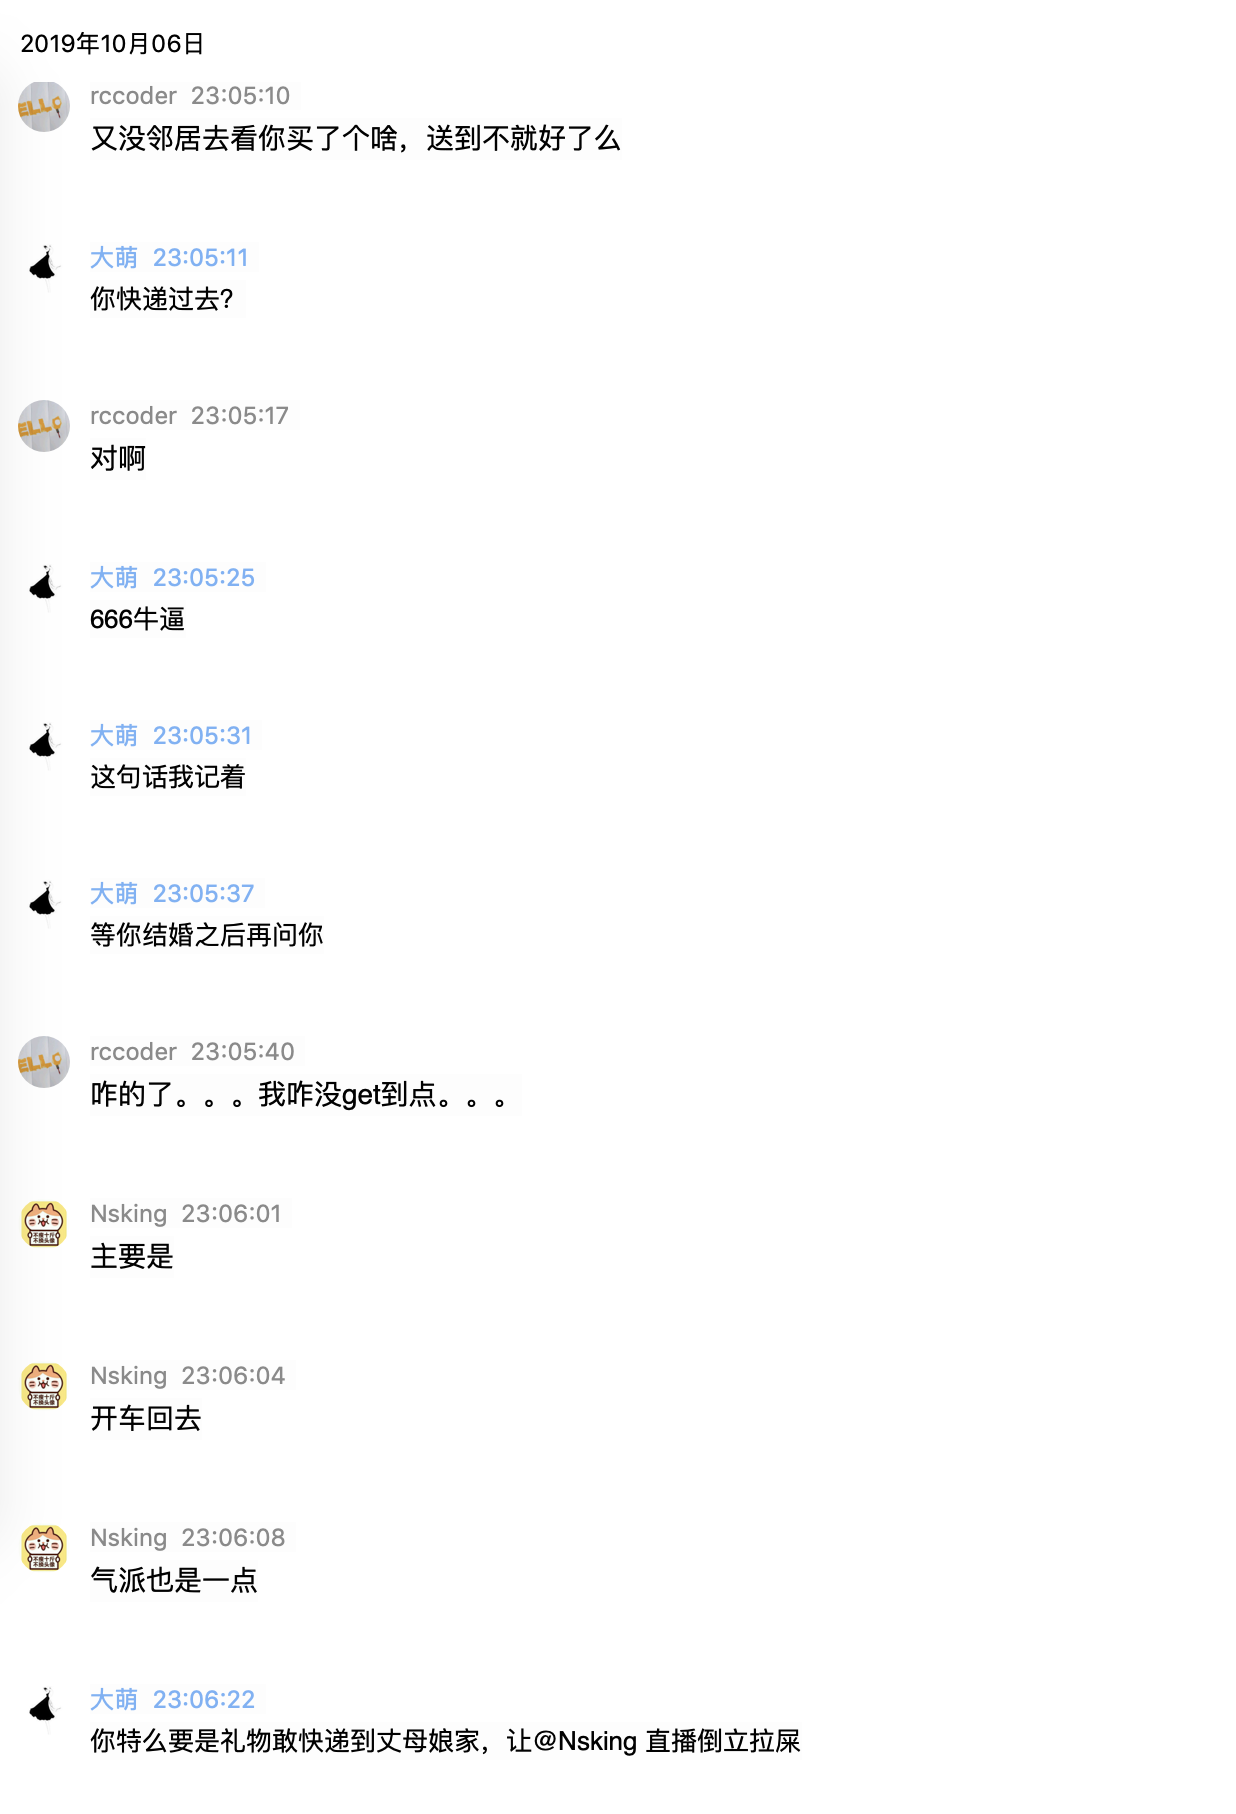 2019年10月06日
rccoder 23:05:10
又没邻居去看你买了个啥，送到不就好了么
大萌 23:05:11
你快递过去?
rccoder 23:05:17
对啊
大萌 23:05:25
666牛逼
大萌 23:05:31
这句话我记着
大萌 23:05:37
等你结婚之后再问你
rccoder 23:05:40
咋的了。。。我咋没get到点。。。
Nsking 23:06:01
主要是
Nsking 23:06:04
开车回去
Nsking 23:06:08
气派也是一点
大萌 23:06:22
你特么要是礼物敢快递到丈母娘家，让@Nsking 直播倒立拉屎